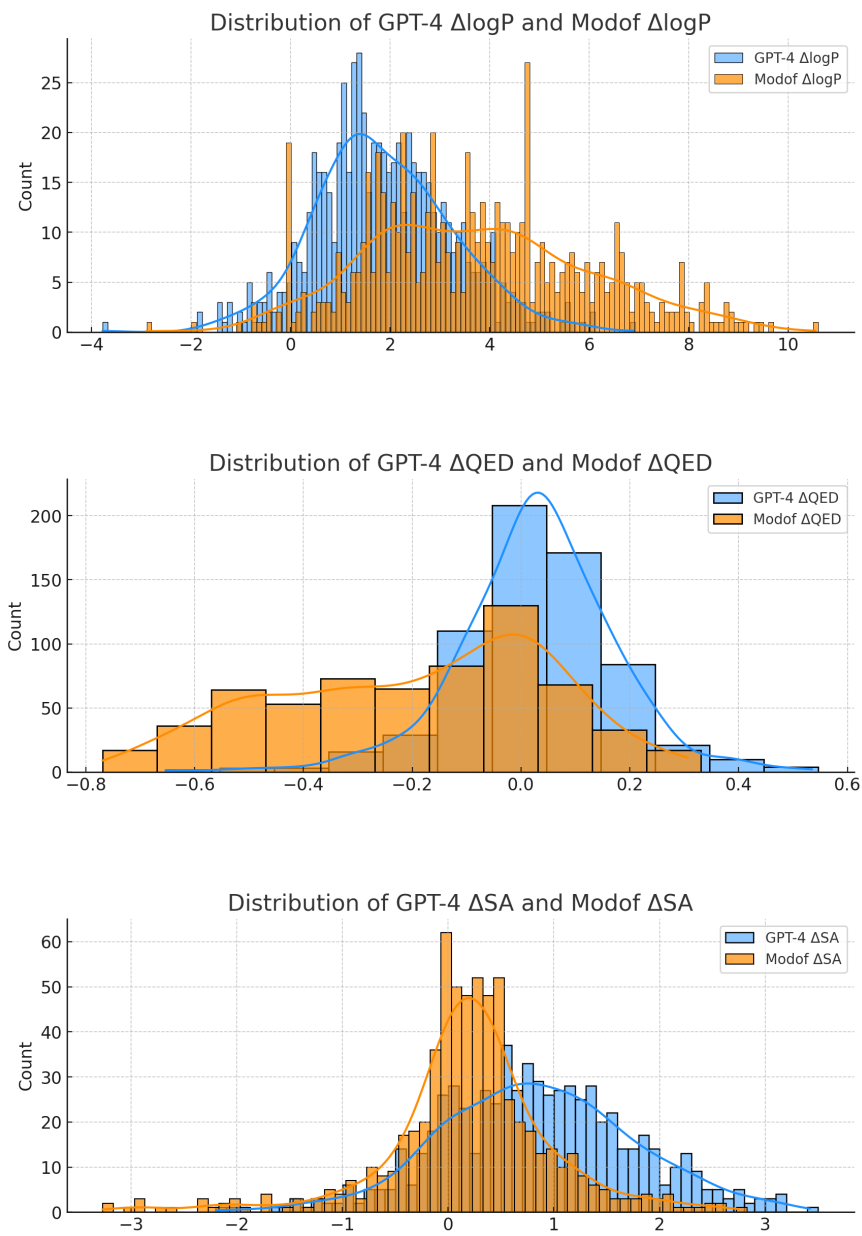 Distribution of GPT-4 ΔlogP and Modof ΔlogP
GPT-4 ΔlogP
Modof ΔlogP
Count
25
20
15
10
5
0
−4 −2 0 2 4 6 8 10
Distribution of GPT-4 ΔQED and Modof ΔQED
GPT-4 ΔQED
Modof ΔQED
Count
200
150
100
50
0
−0.8 −0.6 −0.4 −0.2 0.0 0.2 0.4 0.6
Distribution of GPT-4 ΔSA and Modof ΔSA
GPT-4 ΔSA
Modof ΔSA
Count
60
50
40
30
20
10
0
−3 −2 −1 0 1 2 3